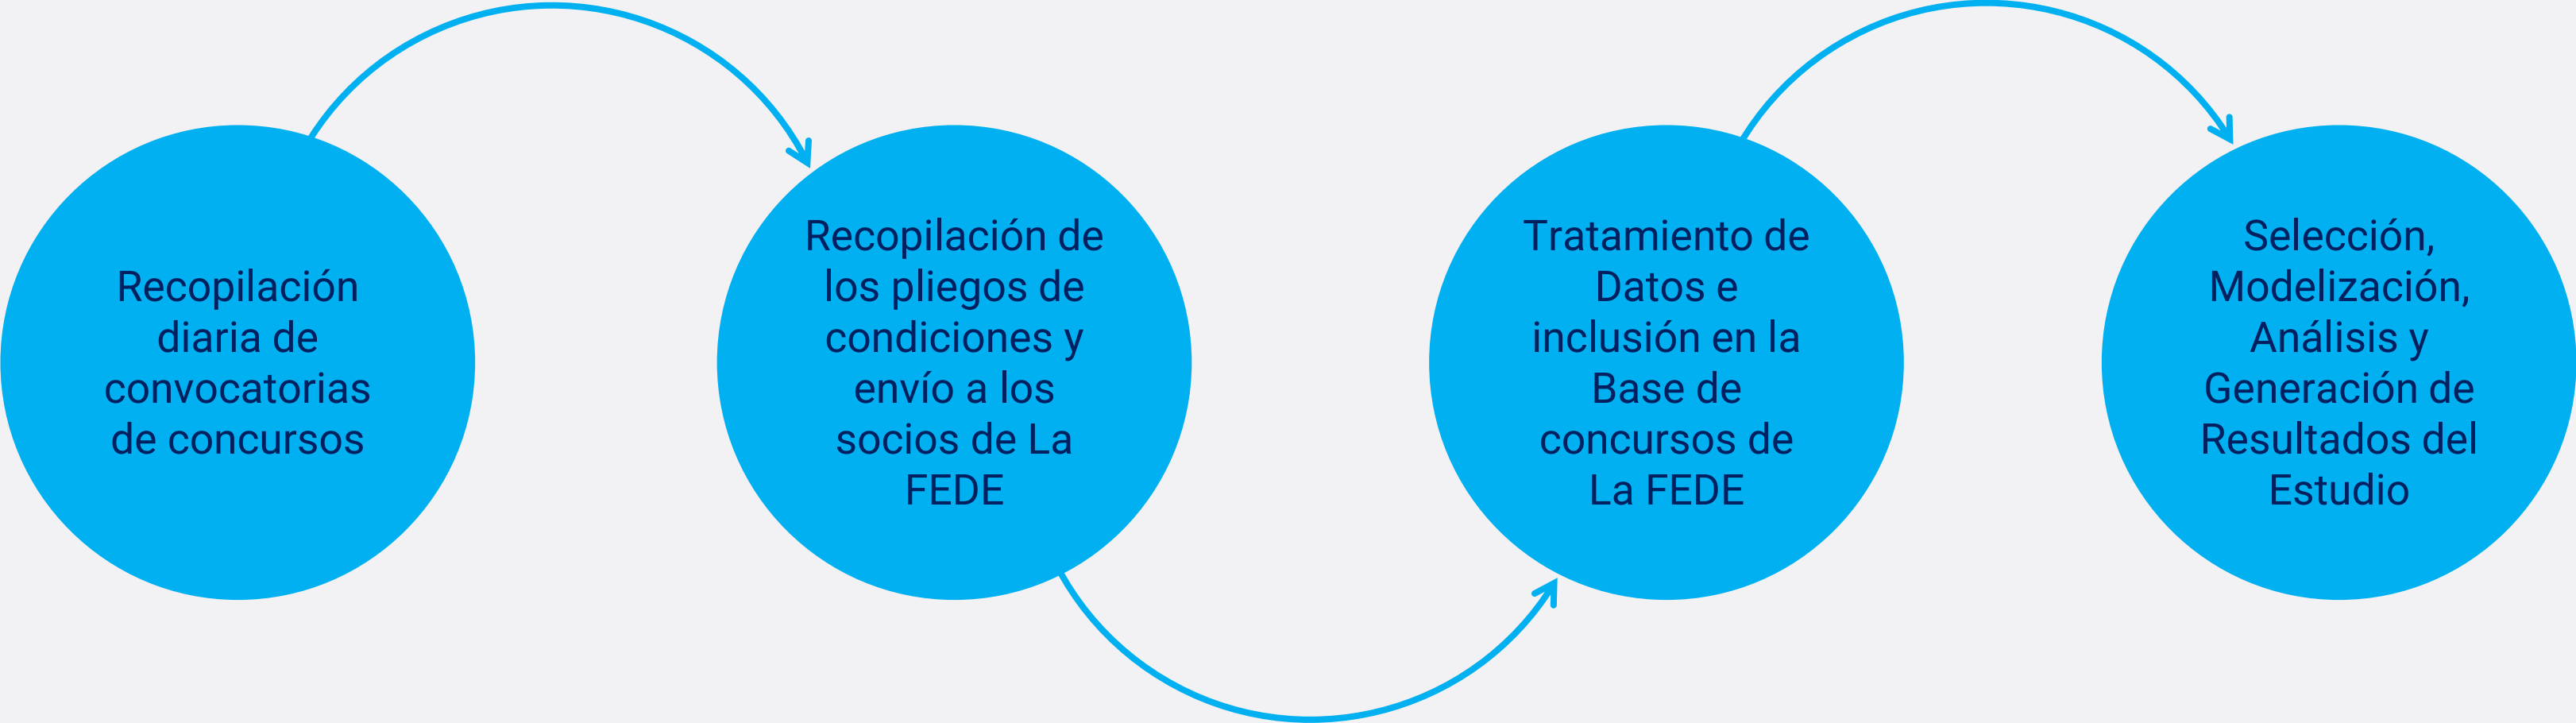 Recopilación
diaria de
convocatorias
de concursos
Recopilación de
los pliegos de
condiciones y
envío a los
socios de La
FEDE
Tratamiento de
Datos e
inclusión en la
Base de
concursos de
La FEDE
Selección,
Modelización,
Análisis y
Generación de
Resultados del
Estudio